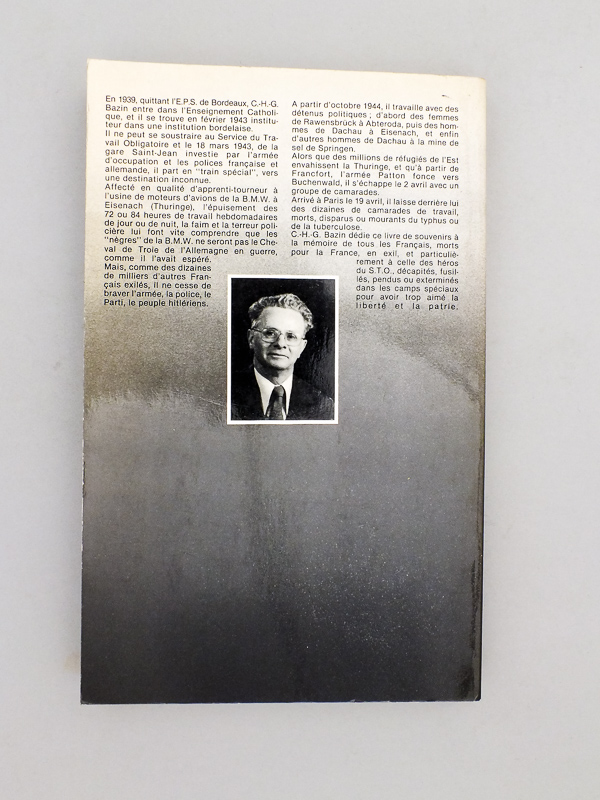 En 1939, quittant l'E.P.S. de Bordeaux, C.-H.-G.
Bazin entre dans l'Enseignement Catholi-
que, et il se trouve en février 1943 institu-
teur dans une institution bordelaise.
Il ne peut se soustraire au Service du Tra-
vail Obligatoire et le 18 mars 1943, de la
gare Saint-Jean investie par l'armée
d'occupation et les polices française et
allemande, il part en "train spécial", vers
une destination inconnue.
Affecté en qualité d'apprenti-tourneur à
l'usine de moteurs d'avions de la B.M.W. à
Eisenach (Thuringe), l'épuisement des
72 ou 84 heures de travail hebdomadaires
de jour ou de nuit, la faim et la terreur poli-
cière lui font vite comprendre que les
"nègres" de la B.M.W. ne seront pas le Che-
val de Troie de l'Allemagne en guerre,
comme il l'avait espéré.
Mais, comme des dizaines
de milliers d'autres Fran-
çais exilés, il ne cesse de
braver l'armée, la police, le
Parti, le peuple hitlériens.
A partir d'octobre 1944, il travaille avec des
détenus politiques ; d'abord des femmes
de Rawensbrück à Abteroda, puis des hom-
mes de Dachau à Eisenach, et enfin
d'autres hommes de Dachau à la mine de
sel de Springen.
Alors que des millions de réfugiés de l'Est
envahissent la Thuringe, et qu'à partir de
Francfort, l'armée Patton fonce vers
Buchenwald, il s'échappe le 2 avril avec un
groupe de camarades.
Arrivé à Paris le 19 avril, il laisse derrière lui
des dizaines de camarades de travail,
morts, disparus ou mourants du typhus ou
de la tuberculose.
C.-H.-G. Bazin dédie ce livre de souvenirs à
la mémoire de tous les Français, morts
pour la France, en exil, et particuliè-
rement à celle des héros
du S.T.O., décapités, fusil-
lés, pendus ou exterminés
dans les camps spéciaux
pour avoir trop aimé la
liberté et la patrie.